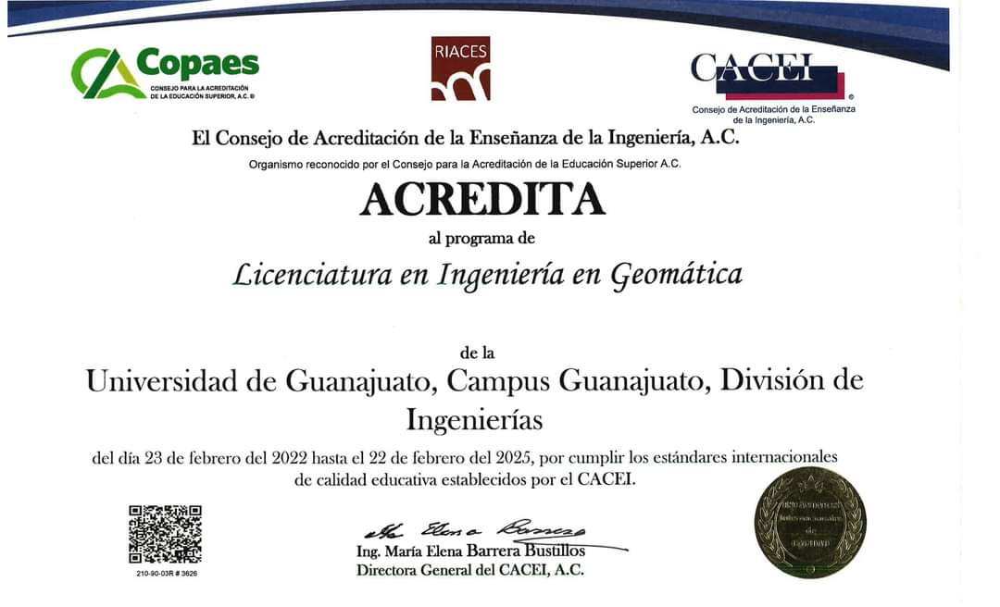 Copaes
CONSEJO PARA LA ACREDITACIÓN
DE LA EDUCACIÓN SUPERIOR, A.C. ®
RIACES
CACEI
®
Consejo de Acreditación de la Enseñanza
de la Ingeniería, A.C.
El Consejo de Acreditación de la Enseñanza de la Ingeniería, A.C.
Organismo reconocido por el Consejo para la Acreditación de la Educación Superior A.C.
ACREDITA
al programa de
Licenciatura en Ingeniería en Geomática
de la
Universidad de Guanajuato, Campus Guanajuato, División de
Ingenierías
del día 23 de febrero del 2022 hasta el 22 de febrero del 2025, por cumplir los estándares internacionales
de calidad educativa establecidos por el CACEI.
Elena Barrera
Ing. María Elena Barrera Bustillos
Directora General del CACEI, A.C.
210-90-03R # 3626